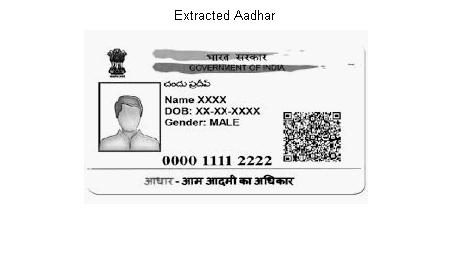 Extracted Aadhar
भारत सरकार
GOVERNMENT OF INDIA
చందు ప్రదీప్
Name XXXX
DOB: XX-XX-XXXX
Gender: MALE
0000 1111 2222
आधार - आम आदमी का अधिकार